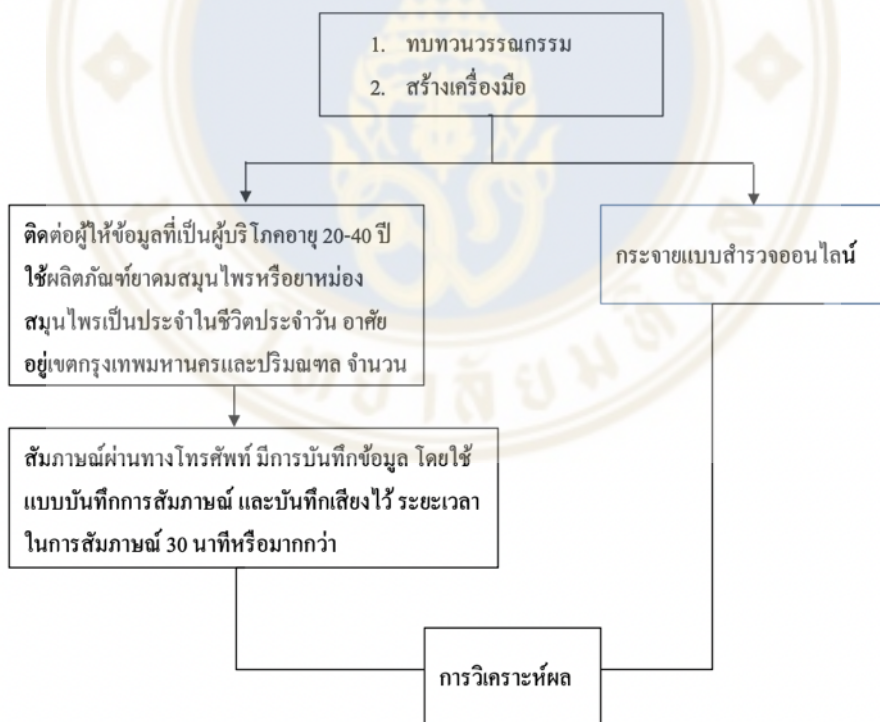 1. ทบทวนวรรณกรรม
2. สร้างเครื่องมือ
ติดต่อผู้ให้ข้อมูลที่เป็นผู้บริโภคอายุ 20-40 ปี
ใช้ผลิตภัณฑ์ยาดมสมุนไพรหรือยาหม่อง
สมุนไพรเป็นประจำในชีวิตประจำวัน อาศัย
อยู่เขตกรุงเทพมหานครและปริมณฑล จำนวน
กระจายแบบสำรวจออนไลน์
สัมภาษณ์ผ่านทางโทรศัพท์ มีการบันทึกข้อมูล โดยใช้
แบบบันทึกการสัมภาษณ์ และบันทึกเสียงไว้ ระยะเวลา
ในการสัมภาษณ์ 30 นาทีหรือมากกว่า
การวิเคราะห์ผล